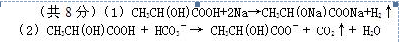 (共8分) (1) CH₃CH(OH)COOH+2Na→CH₃CH(ONa)COONa+H₂↑
(2) CH₃CH(OH)COOH + HCO₃⁻ → CH₃CH(OH)COO⁻ + CO₂↑ + H₂O